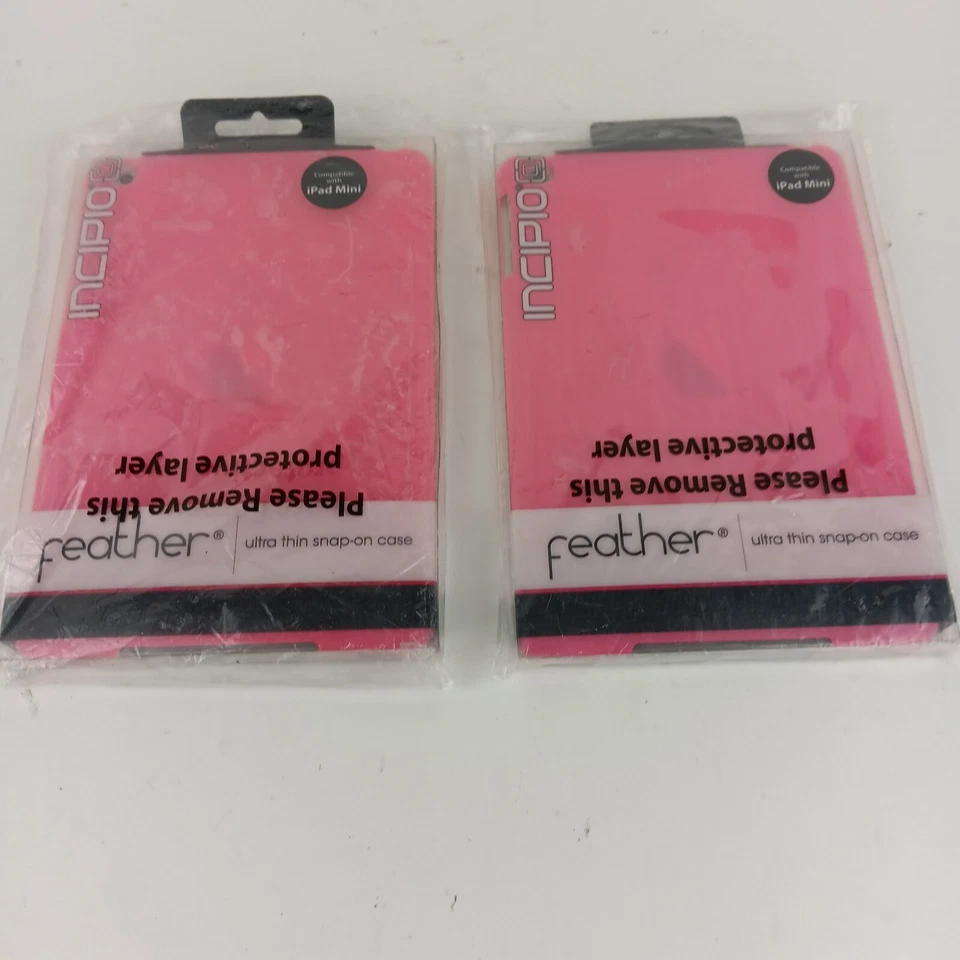 INCIPIO
Compatible
with
iPad Mini
Please Remove this
protective layer
feather® | ultra thin snap-on case
INCIPIO
Compatible
with
iPad Mini
Please Remove this
protective layer
feather® | ultra thin snap-on case